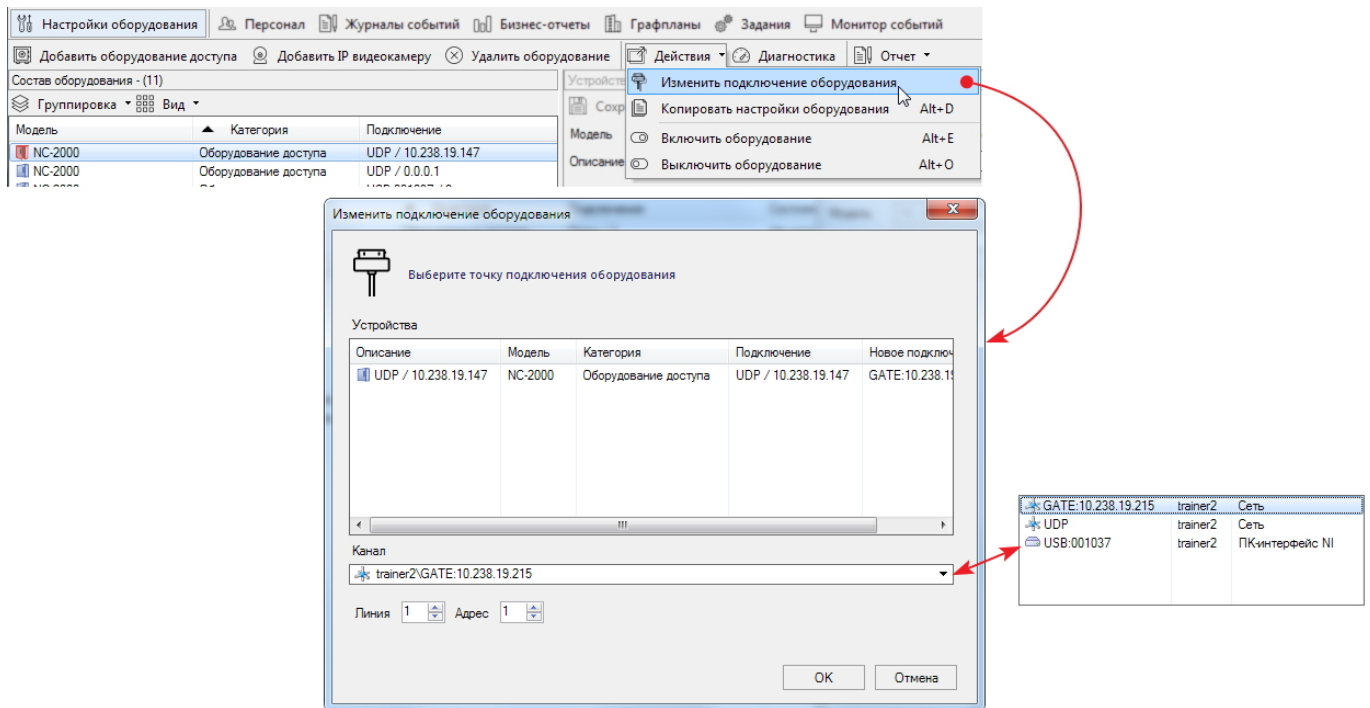 Настройки оборудования Персонал Журналы событий Бизнес-отчеты Графпланы Задания Монитор событий
Добавить оборудование доступа Добавить IP видеокамеру Удалить оборудование Действия Диагностика Отчет
Состав оборудования - (11)
Изменить подключение оборудования
Группировка Вид
Копировать настройки оборудования Alt+D
Модель Категория Подключение
Модель
Включить оборудование Alt+E
NC-2000 Оборудование доступа UDP / 10.238.19.147
Описание
Выключить оборудование Alt+O
NC-2000 Оборудование доступа UDP / 0.0.0.1
Изменить подключение оборудования
Выберите точку подключения оборудования
Устройства
Описание Модель Категория Подключение Новое подключ
UDP / 10.238.19.147 NC-2000 Оборудование доступа UDP / 10.238.19.147 GATE:10.238.19
GATE:10.238.19.215 trainer2 Сеть
UDP trainer2 Сеть
USB:001037 trainer2 ПК-интерфейс NI
Канал
trainer2\GATE:10.238.19.215
Линия 1 Адрес 1
OK Отмена